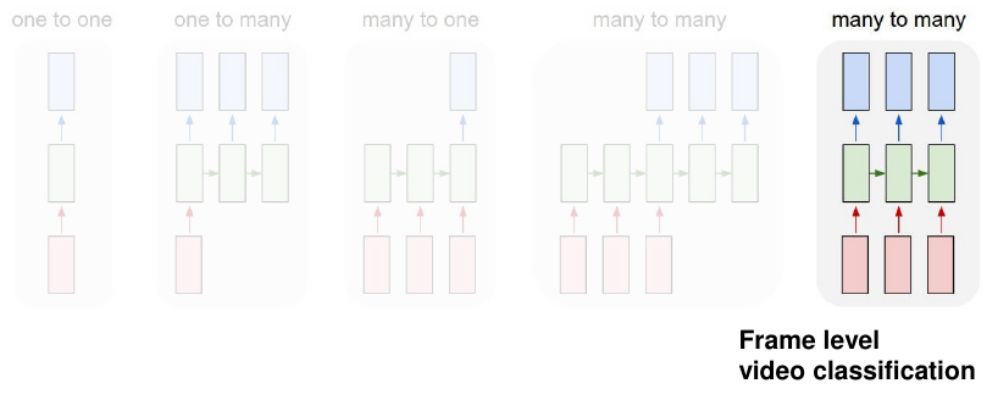 one to one
one to many
many to one
many to many
many to many
Frame level
video classification